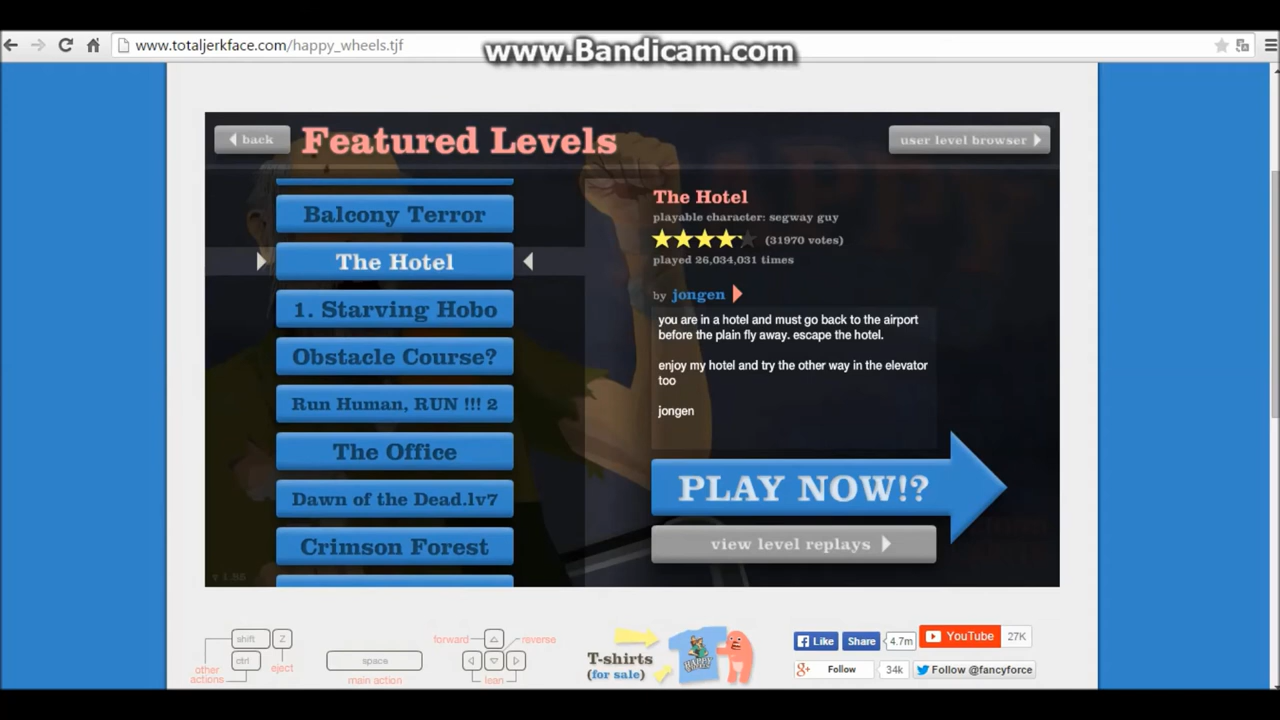 www.totaljerkface.com/happy_wheels.tjf
www.Bandicam.com
back
Featured Levels
user level browser
Balcony Terror
The Hotel
1. Starving Hobo
Obstacle Course?
Run Human, RUN !!! 2
The Office
Dawn of the Dead.lv7
Crimson Forest
The Hotel
playable character: segway guy
(31970 votes)
played 26,034,031 times
by jongen
you are in a hotel and must go back to the airport
before the plain fly away. escape the hotel.
enjoy my hotel and try the other way in the elevator
too
jongen
PLAY NOW!?
view level replays
shift
Z
ctrl
eject
other
actions
space
main action
forward
reverse
lean
T-shirts
(for sale)
Like
Share
4.7m
YouTube
27K
Follow
34k
Follow @fancyforce